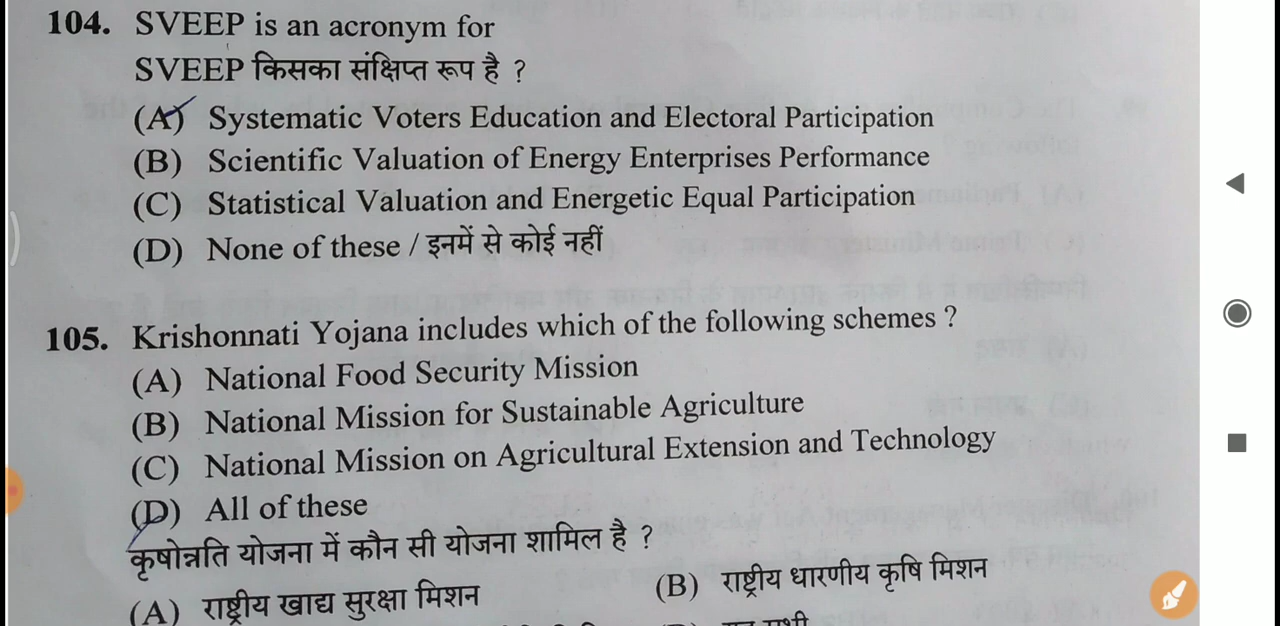 104. SVEEP is an acronym for
SVEEP किसका संक्षिप्त रूप है ?
(A) Systematic Voters Education and Electoral Participation
(B) Scientific Valuation of Energy Enterprises Performance
(C) Statistical Valuation and Energetic Equal Participation
(D) None of these / इनमें से कोई नहीं
105. Krishonnati Yojana includes which of the following schemes ?
(A) National Food Security Mission
(B) National Mission for Sustainable Agriculture
(C) National Mission on Agricultural Extension and Technology
(D) All of these
कृषोन्नति योजना में कौन सी योजना शामिल है ?
(A) राष्ट्रीय खाद्य सुरक्षा मिशन (B) राष्ट्रीय धारणीय कृषि मिशन